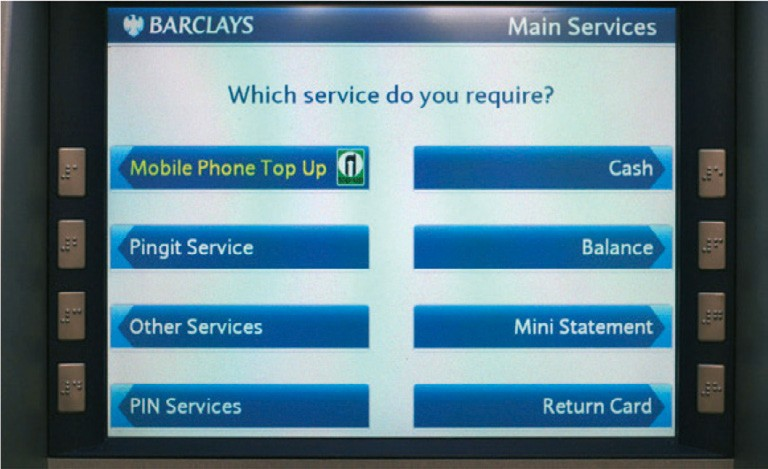 BARCLAYS
Main Services
Which service do you require?
Mobile Phone Top Up
Cash
Pingit Service
Balance
Other Services
Mini Statement
PIN Services
Return Card